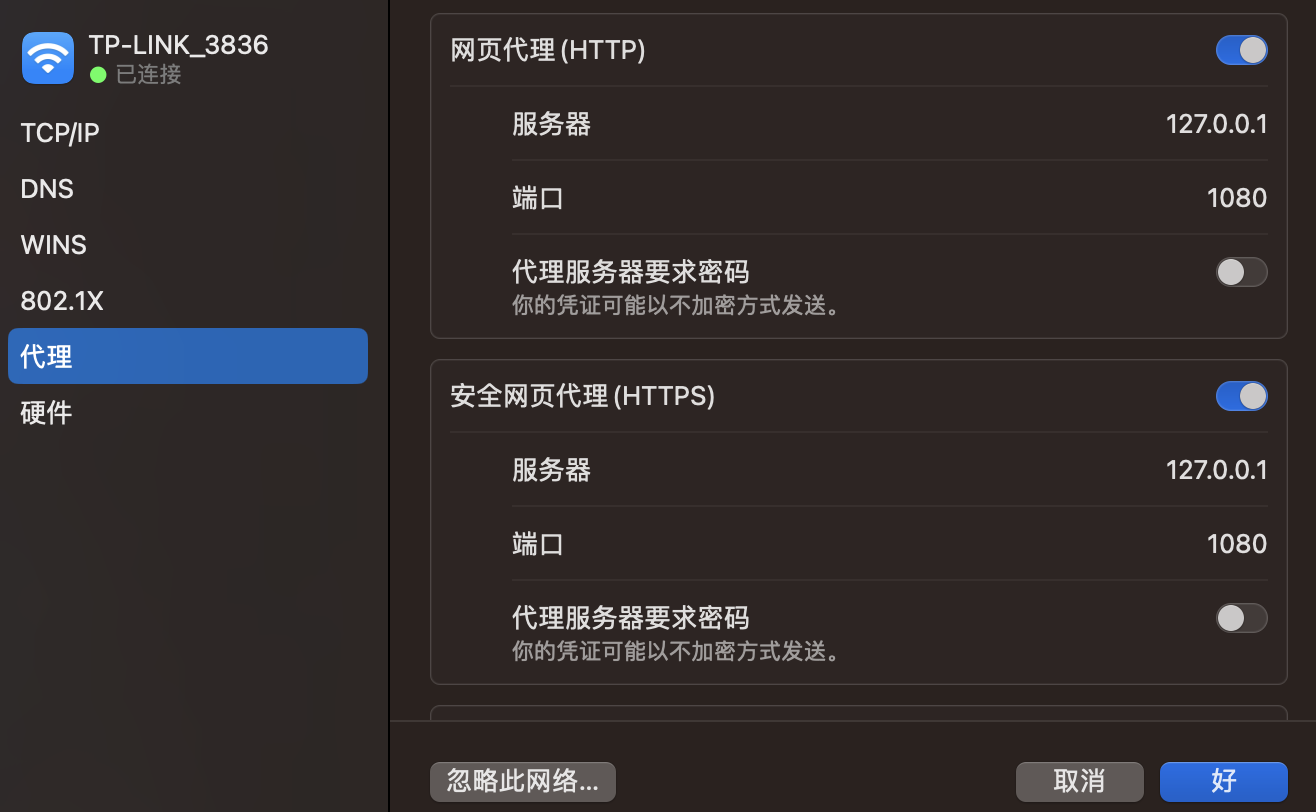 TP-LINK_3836
已连接
TCP/IP
DNS
WINS
802.1X
代理
硬件
网页代理(HTTP)
服务器 127.0.0.1
端口 1080
代理服务器要求密码
你的凭证可能以不加密方式发送。
安全网页代理(HTTPS)
服务器 127.0.0.1
端口 1080
代理服务器要求密码
你的凭证可能以不加密方式发送。
忽略此网络... 取消 好